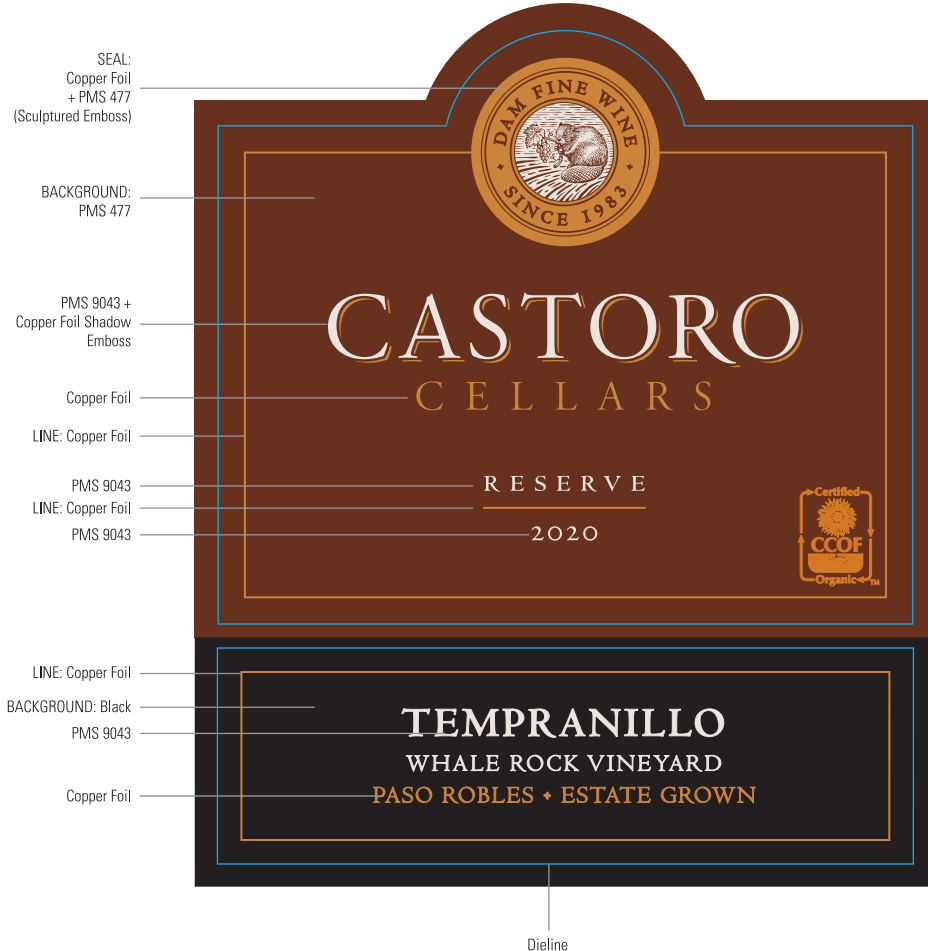 SEAL:
Copper Foil
+ PMS 477
(Sculptured Emboss)
DAM FINE WINE
SINCE 1983
BACKGROUND:
PMS 477
PMS 9043 +
Copper Foil Shadow
Emboss
CASTORO
Copper Foil
CELLARS
LINE: Copper Foil
PMS 9043
RESERVE
LINE: Copper Foil
PMS 9043
2020
Certified
CCOF
Organic TM
LINE: Copper Foil
BACKGROUND: Black
PMS 9043
TEMPRANILLO
WHALE ROCK VINEYARD
Copper Foil
PASO ROBLES • ESTATE GROWN
Dieline